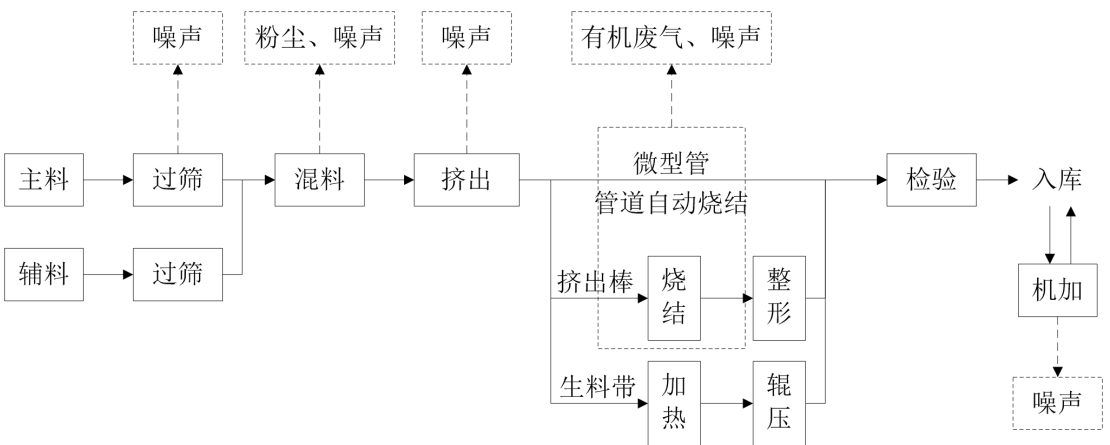 噪声
粉尘、噪声
噪声
有机废气、噪声
主料
过筛
混料
挤出
微型管
管道自动烧结
检验
入库
辅料
过筛
挤出棒
烧
结
整
形
机加
生料带
加
热
辊
压
噪声